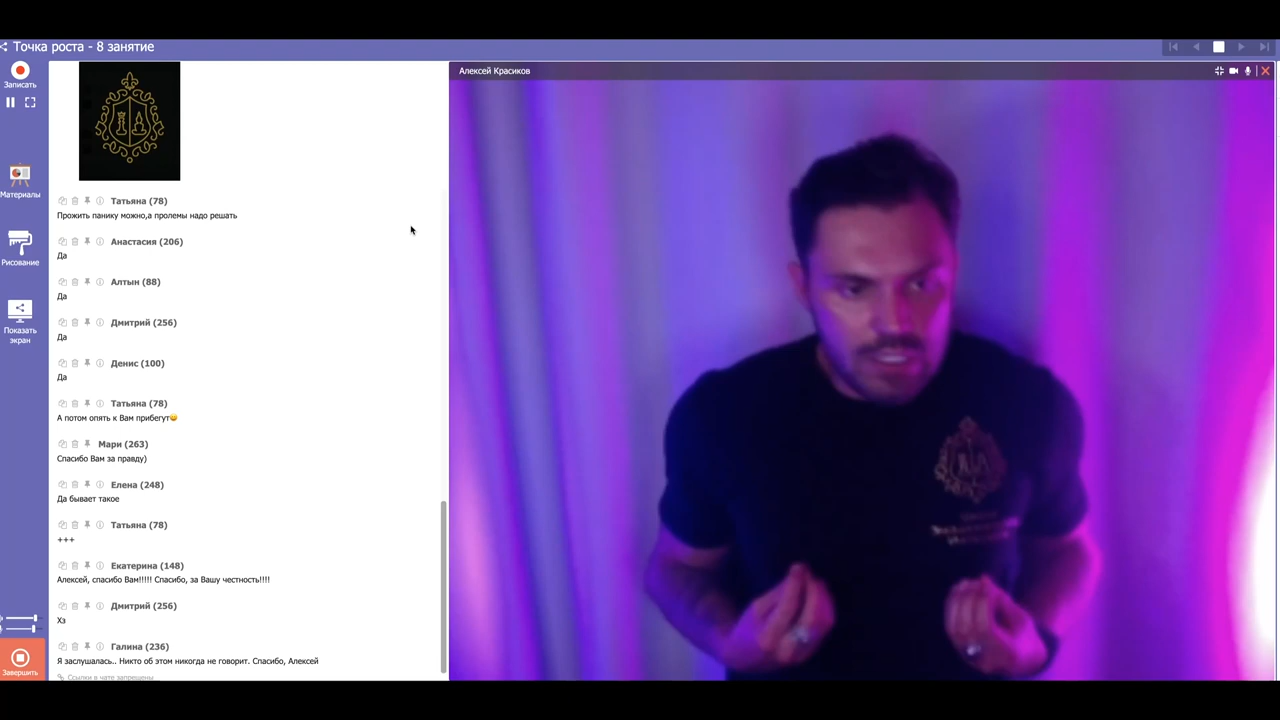 Точка роста - 8 занятие
Записать
Материалы
Рисование
Показать
экран
Завершить
Татьяна (78)
Прожить панику можно,а пролемы надо решать
Анастасия (206)
Да
Алтын (88)
Да
Дмитрий (256)
Да
Денис (100)
Да
Татьяна (78)
А потом опять к Вам прибегут😄
Мари (263)
Спасибо Вам за правду)
Елена (248)
Да бывает такое
Татьяна (78)
+++
Екатерина (148)
Алексей, спасибо Вам!!!!! Спасибо, за Вашу честность!!!!
Дмитрий (256)
Хз
Галина (236)
Я заслушалась.. Никто об этом никогда не говорит. Спасибо, Алексей
Ссылки в чате запрещены
Алексей Красиков